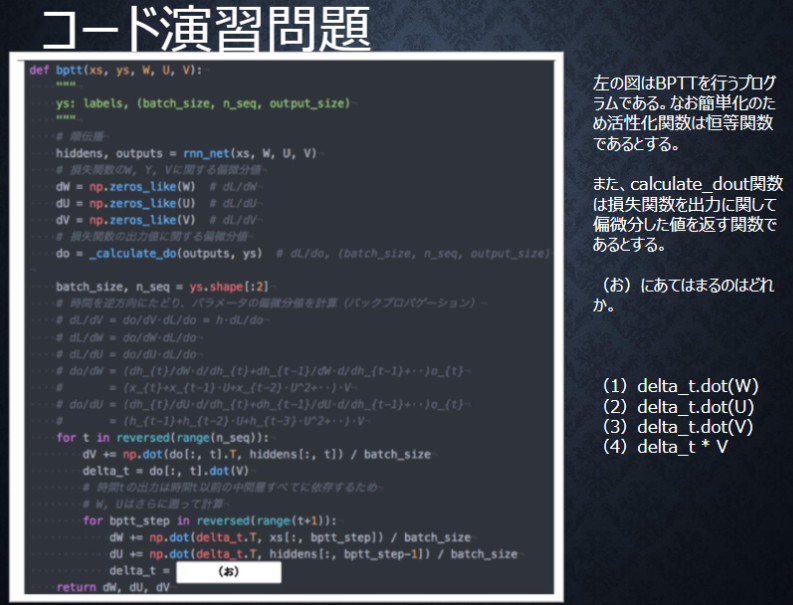 コード演習問題
def bptt(xs, ys, W, U, V):
"""
ys: labels, (batch_size, n_seq, output_size)
"""
# 順伝播
hiddens, outputs = rnn_net(xs, W, U, V)
# 損失関数のW, Y, Vに関する偏微分値
dW = np.zeros_like(W)  # dL/dW
dU = np.zeros_like(U)  # dL/dU
dV = np.zeros_like(V)  # dL/dV
# 損失関数の出力値に関する偏微分値
do = _calculate_do(outputs, ys)  # dL/do, (batch_size, n_seq, output_size)
batch_size, n_seq = ys.shape[:2]
# 時間を逆方向にたどり、パラメータの偏微分値を計算（バックプロパゲーション）
# dL/dV = do/dV·dL/do = h·dL/do
# dL/dW = do/dW·dL/do
# dL/dU = do/dU·dL/do
# do/dW = (dh_{t}/dW·d/dh_{t}+dh_{t-1}/dW·d/dh_{t-1}+··)o_{t}
# = (x_{t}+x_{t-1}·U+x_{t-2}·U^2+··)·V
# do/dU = (dh_{t}/dU·d/dh_{t}+dh_{t-1}/dU·d/dh_{t-1}+··)o_{t}
# = (h_{t-1}+h_{t-2}·U+h_{t-3}·U^2+··)·V
for t in reversed(range(n_seq)):
dV += np.dot(do[:, t].T, hiddens[:, t]) / batch_size
delta_t = do[:, t].dot(V)
# 時間tの出力は時間t以前の中間層すべてに依存するため
# W, Uはさらに遡って計算
for bptt_step in reversed(range(t+1)):
dW += np.dot(delta_t.T, xs[:, bptt_step]) / batch_size
dU += np.dot(delta_t.T, hiddens[:, bptt_step-1]) / batch_size
delta_t = （お）
return dW, dU, dV
左の図はBPTTを行うプログ
ラムである。なお簡単化のた
め活性化関数は恒等関数
であるとする。
また、calculate_dout関数
は損失関数を出力に関して
偏微分した値を返す関数で
あるとする。
（お）にあてはまるのはどれ
か。
（1）delta_t.dot(W)
（2）delta_t.dot(U)
（3）delta_t.dot(V)
（4）delta_t * V